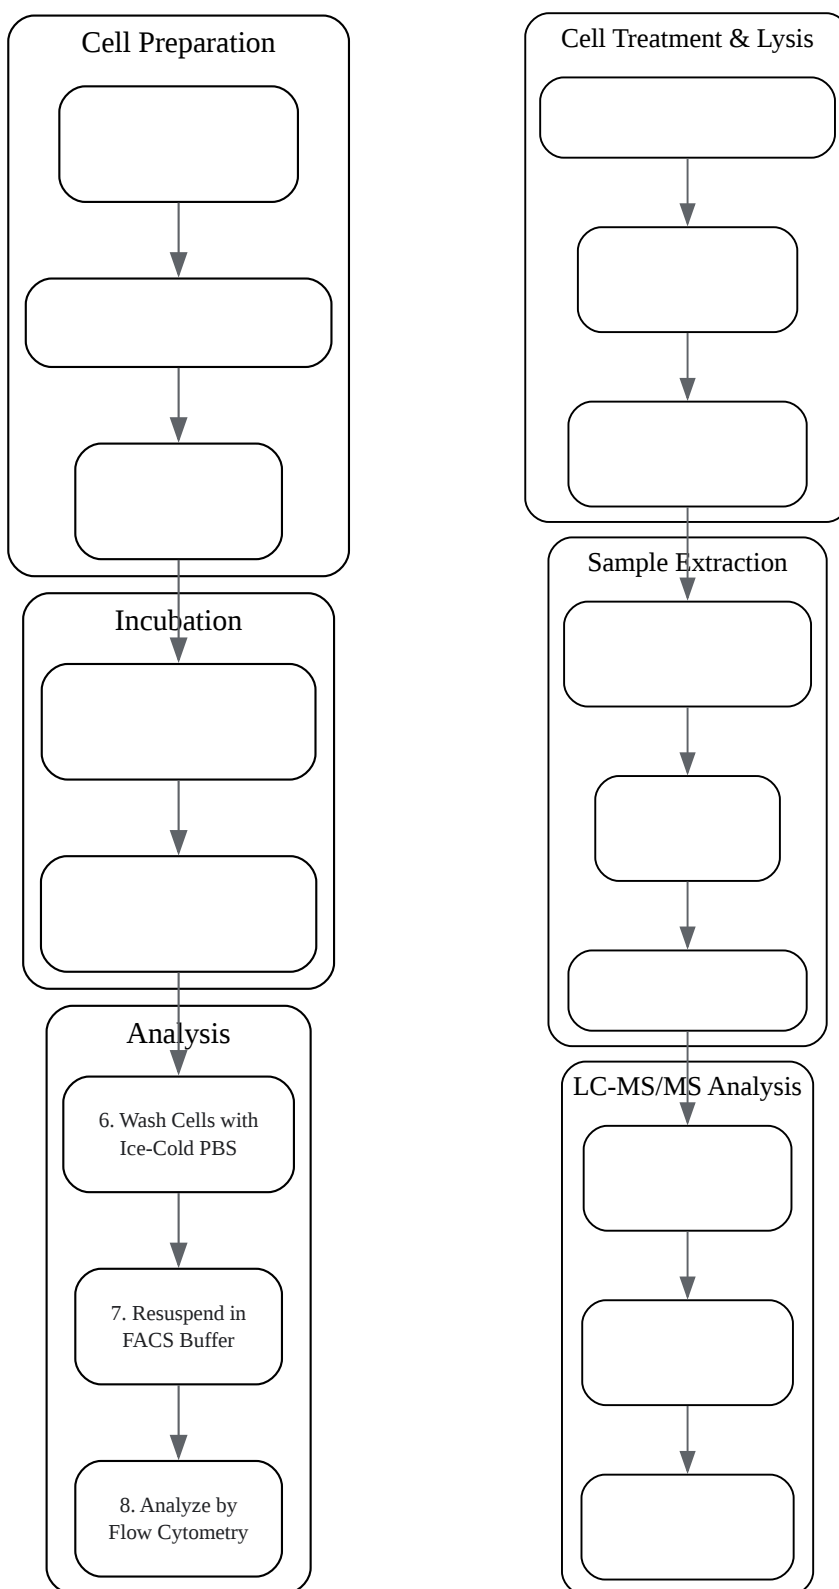 Cell Preparation
Incubation
Analysis
6. Wash Cells with
Ice-Cold PBS
7. Resuspend in
FACS Buffer
8. Analyze by
Flow Cytometry
Cell Treatment & Lysis
Sample Extraction
LC-MS/MS Analysis